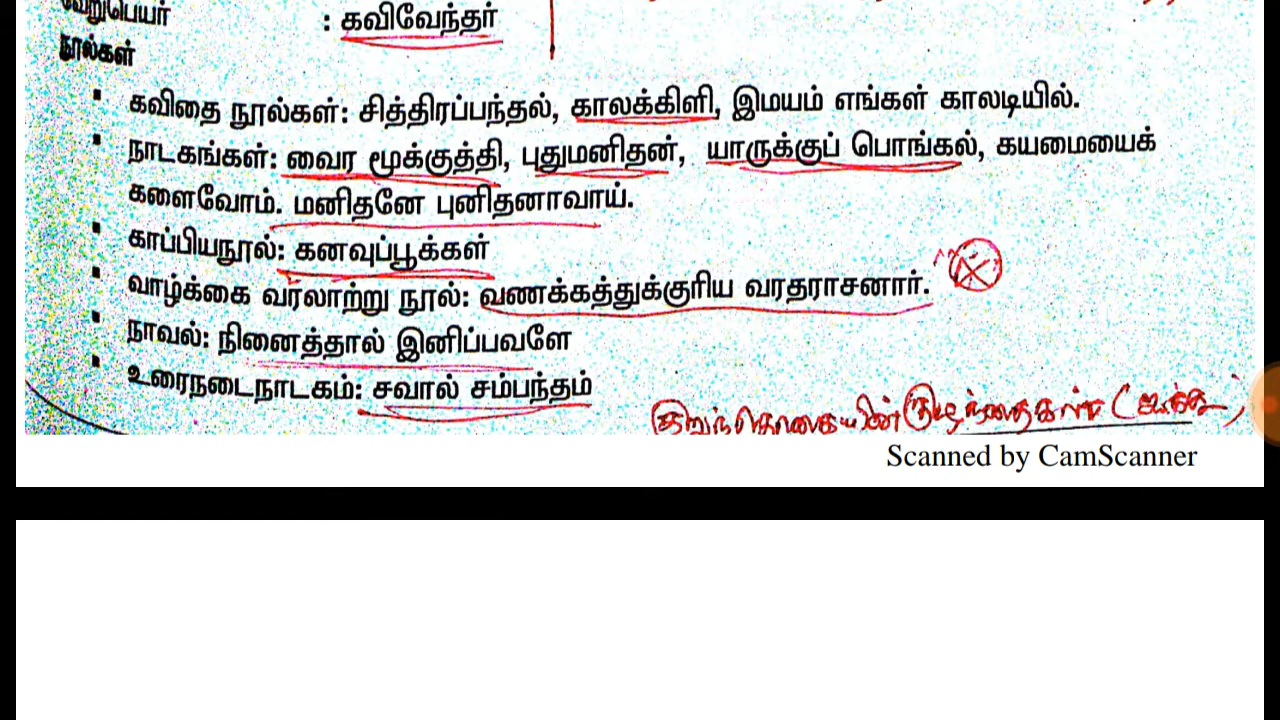 வேறுபெயர் : கவிவேந்தர்
நூல்கள்
▪ கவிதை நூல்கள்: சித்திரப்பந்தல், காலக்கிளி, இமயம் எங்கள் காலடியில்.
▪ நாடகங்கள்: வைர மூக்குத்தி, புதுமனிதன், யாருக்குப் பொங்கல், கயமையைக்
களைவோம். மனிதனே புனிதனாவாய்.
▪ காப்பியநூல்: கனவுப்பூக்கள்
▪ வாழ்க்கை வரலாற்று நூல்: வணக்கத்துக்குரிய வரதராசனார்.
▪ நாவல்: நினைத்தால் இனிப்பவளே
▪ உரைநடைநாடகம்: சவால் சம்பந்தம்
Scanned by CamScanner